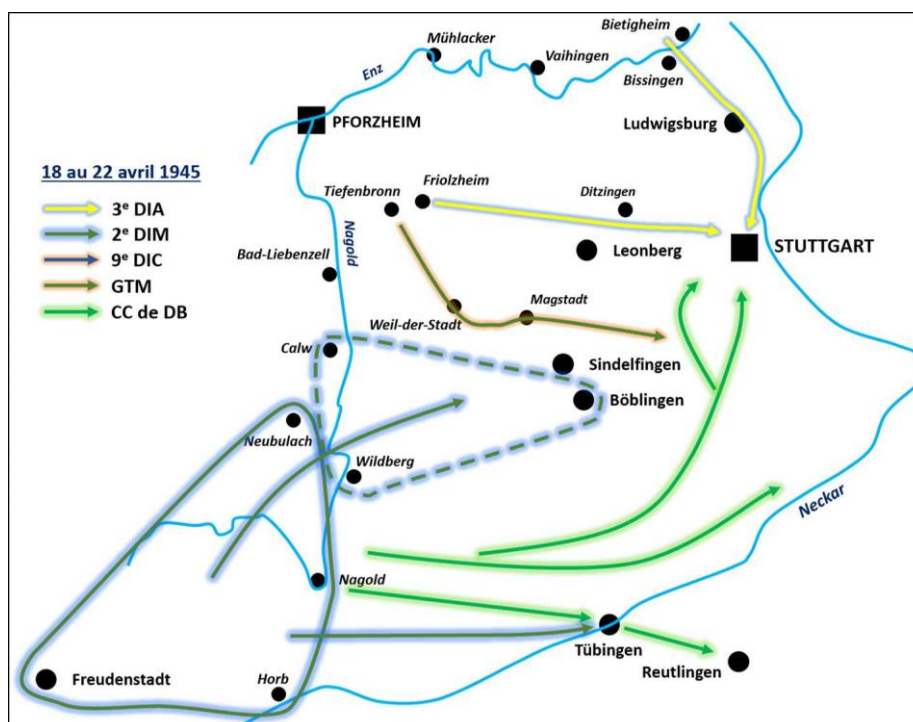 Bietigheim
Mühlacker
Vaihingen
Enz
Bissingen
PFORZHEIM
Ludwigsburg
18 au 22 avril 1945
3e DIA
2e DIM
9e DIC
GTM
CC de DB
Tiefenbronn
Friolzheim
Ditzingen
Nagold
Bad-Liebenzell
Leonberg
STUTTGART
Weil-der-Stadt
Magstadt
Calw
Sindelfingen
Böblingen
Neubulach
Wildberg
Neckar
Nagold
Tübingen
Reutlingen
Freudenstadt
Horb